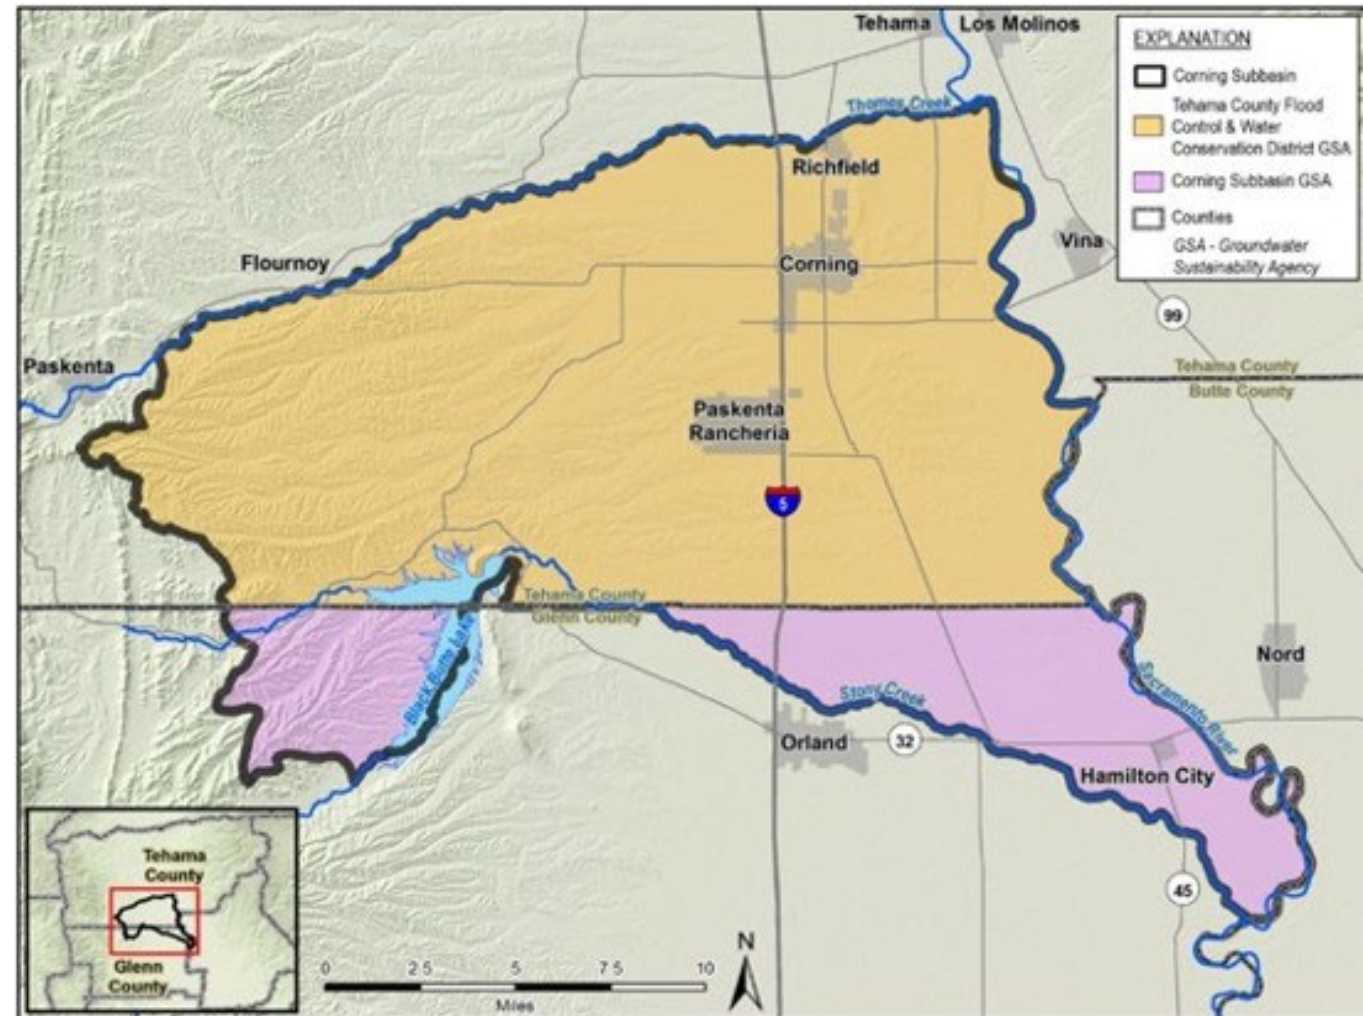 Tehama
Los Molinos
EXPLANATION
Corning Subbasin
Tehama County Flood
Control & Water
Conservation District GSA
Corning Subbasin GSA
Counties
GSA - Groundwater
Sustainability Agency
Thomes Creek
Richfield
Flournoy
Corning
Vina
99
Paskenta
Tehama County
Butte County
Paskenta
Rancheria
5
Tehama County
Glenn County
Black Butte Lake
Stony Creek
Sacramento River
Nord
Orland
32
Hamilton City
45
Tehama
County
Glenn
County
N
0 2.5 5 7.5 10
Miles